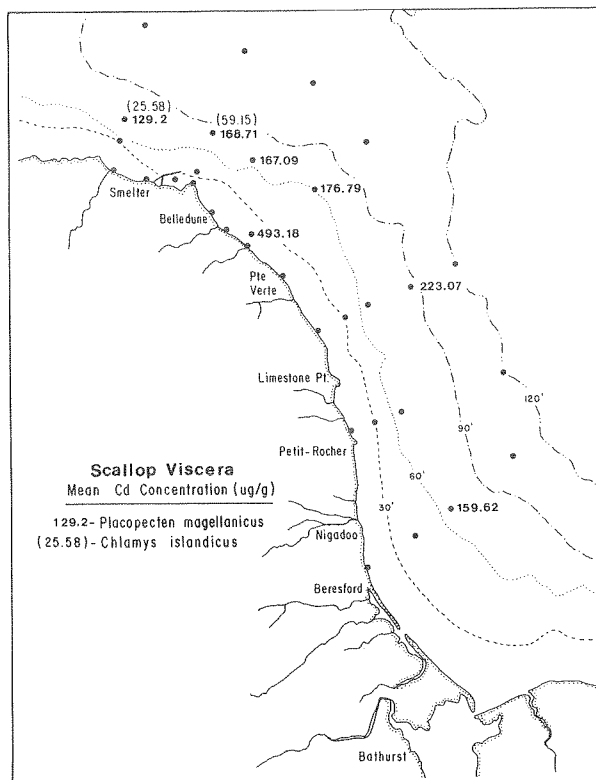 (25.58)
129.2
(59.15)
168.71
167.09
176.79
Smelter
Belledune
493.18
Pte
Verte
223.07
Limestone Pt.
120'
90'
Petit-Rocher
60'
30'
159.62
Scallop Viscera
Mean Cd Concentration (ug/g)
129.2- Placopecten magellanicus
(25.58)- Chlamys islandicus
Nigadoo
Beresford
Bathurst